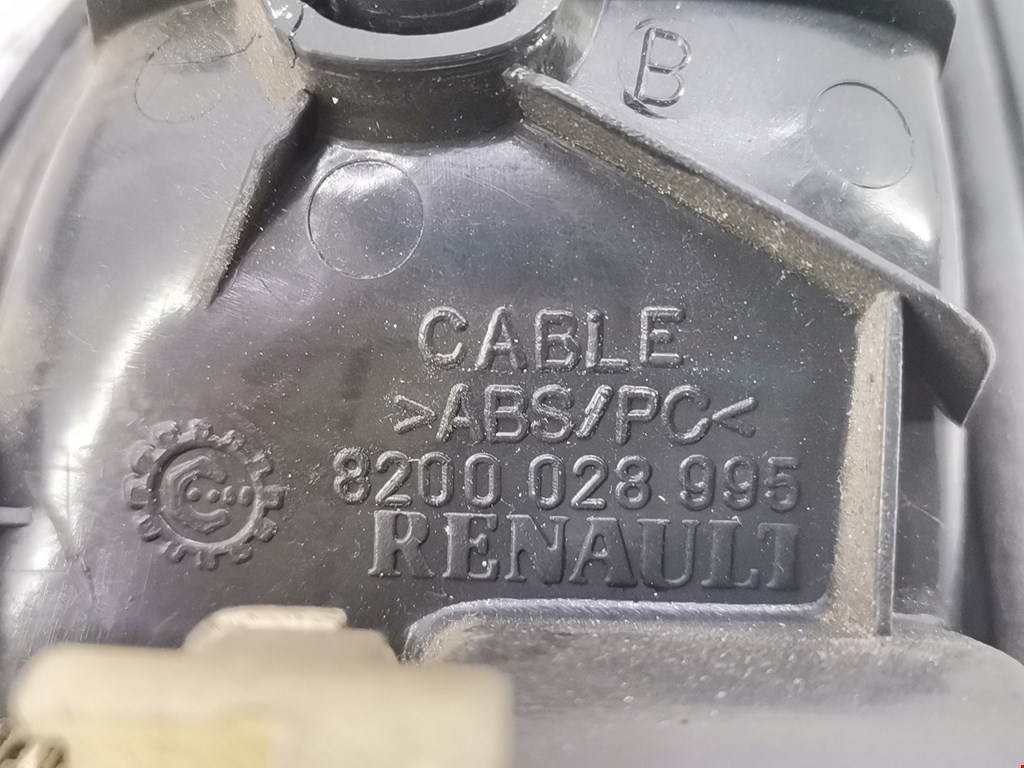 B
CABLE
>ABS/PC<
8200 028 995
RENAULT